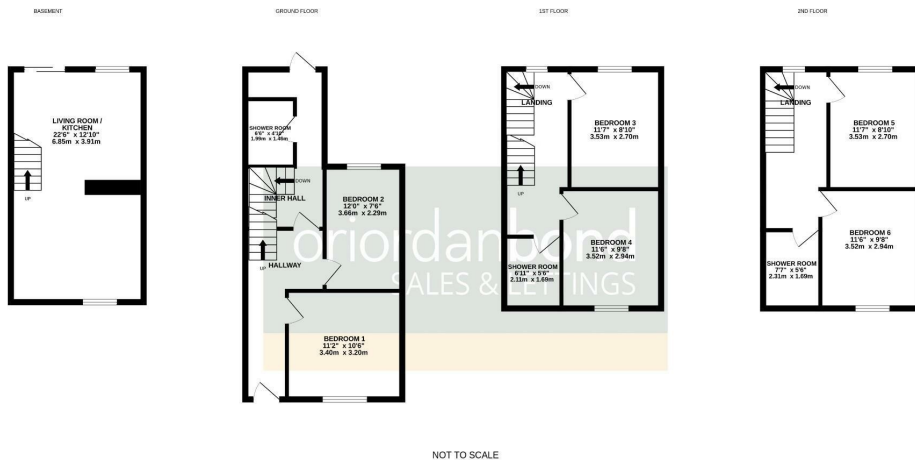 BASEMENT
LIVING ROOM /
KITCHEN
22'6" x 12'10"
6.85m x 3.91m
UP
GROUND FLOOR
SHOWER ROOM
6'6" x 4'10"
1.99m x 1.46m
DOWN
INNER HALL
BEDROOM 2
12'0" x 7'6"
3.66m x 2.29m
UP
HALLWAY
BEDROOM 1
11'2" x 10'6"
3.40m x 3.20m
1ST FLOOR
DOWN
LANDING
BEDROOM 3
11'7" x 8'10"
3.53m x 2.70m
UP
BEDROOM 4
11'6" x 9'8"
3.52m x 2.94m
SHOWER ROOM
6'11" x 5'6"
2.11m x 1.69m
2ND FLOOR
DOWN
LANDING
BEDROOM 5
11'7" x 8'10"
3.53m x 2.70m
BEDROOM 6
11'6" x 9'8"
3.52m x 2.94m
SHOWER ROOM
7'7" x 5'6"
2.31m x 1.69m
oriordanbond
SALES & LETTINGS
NOT TO SCALE